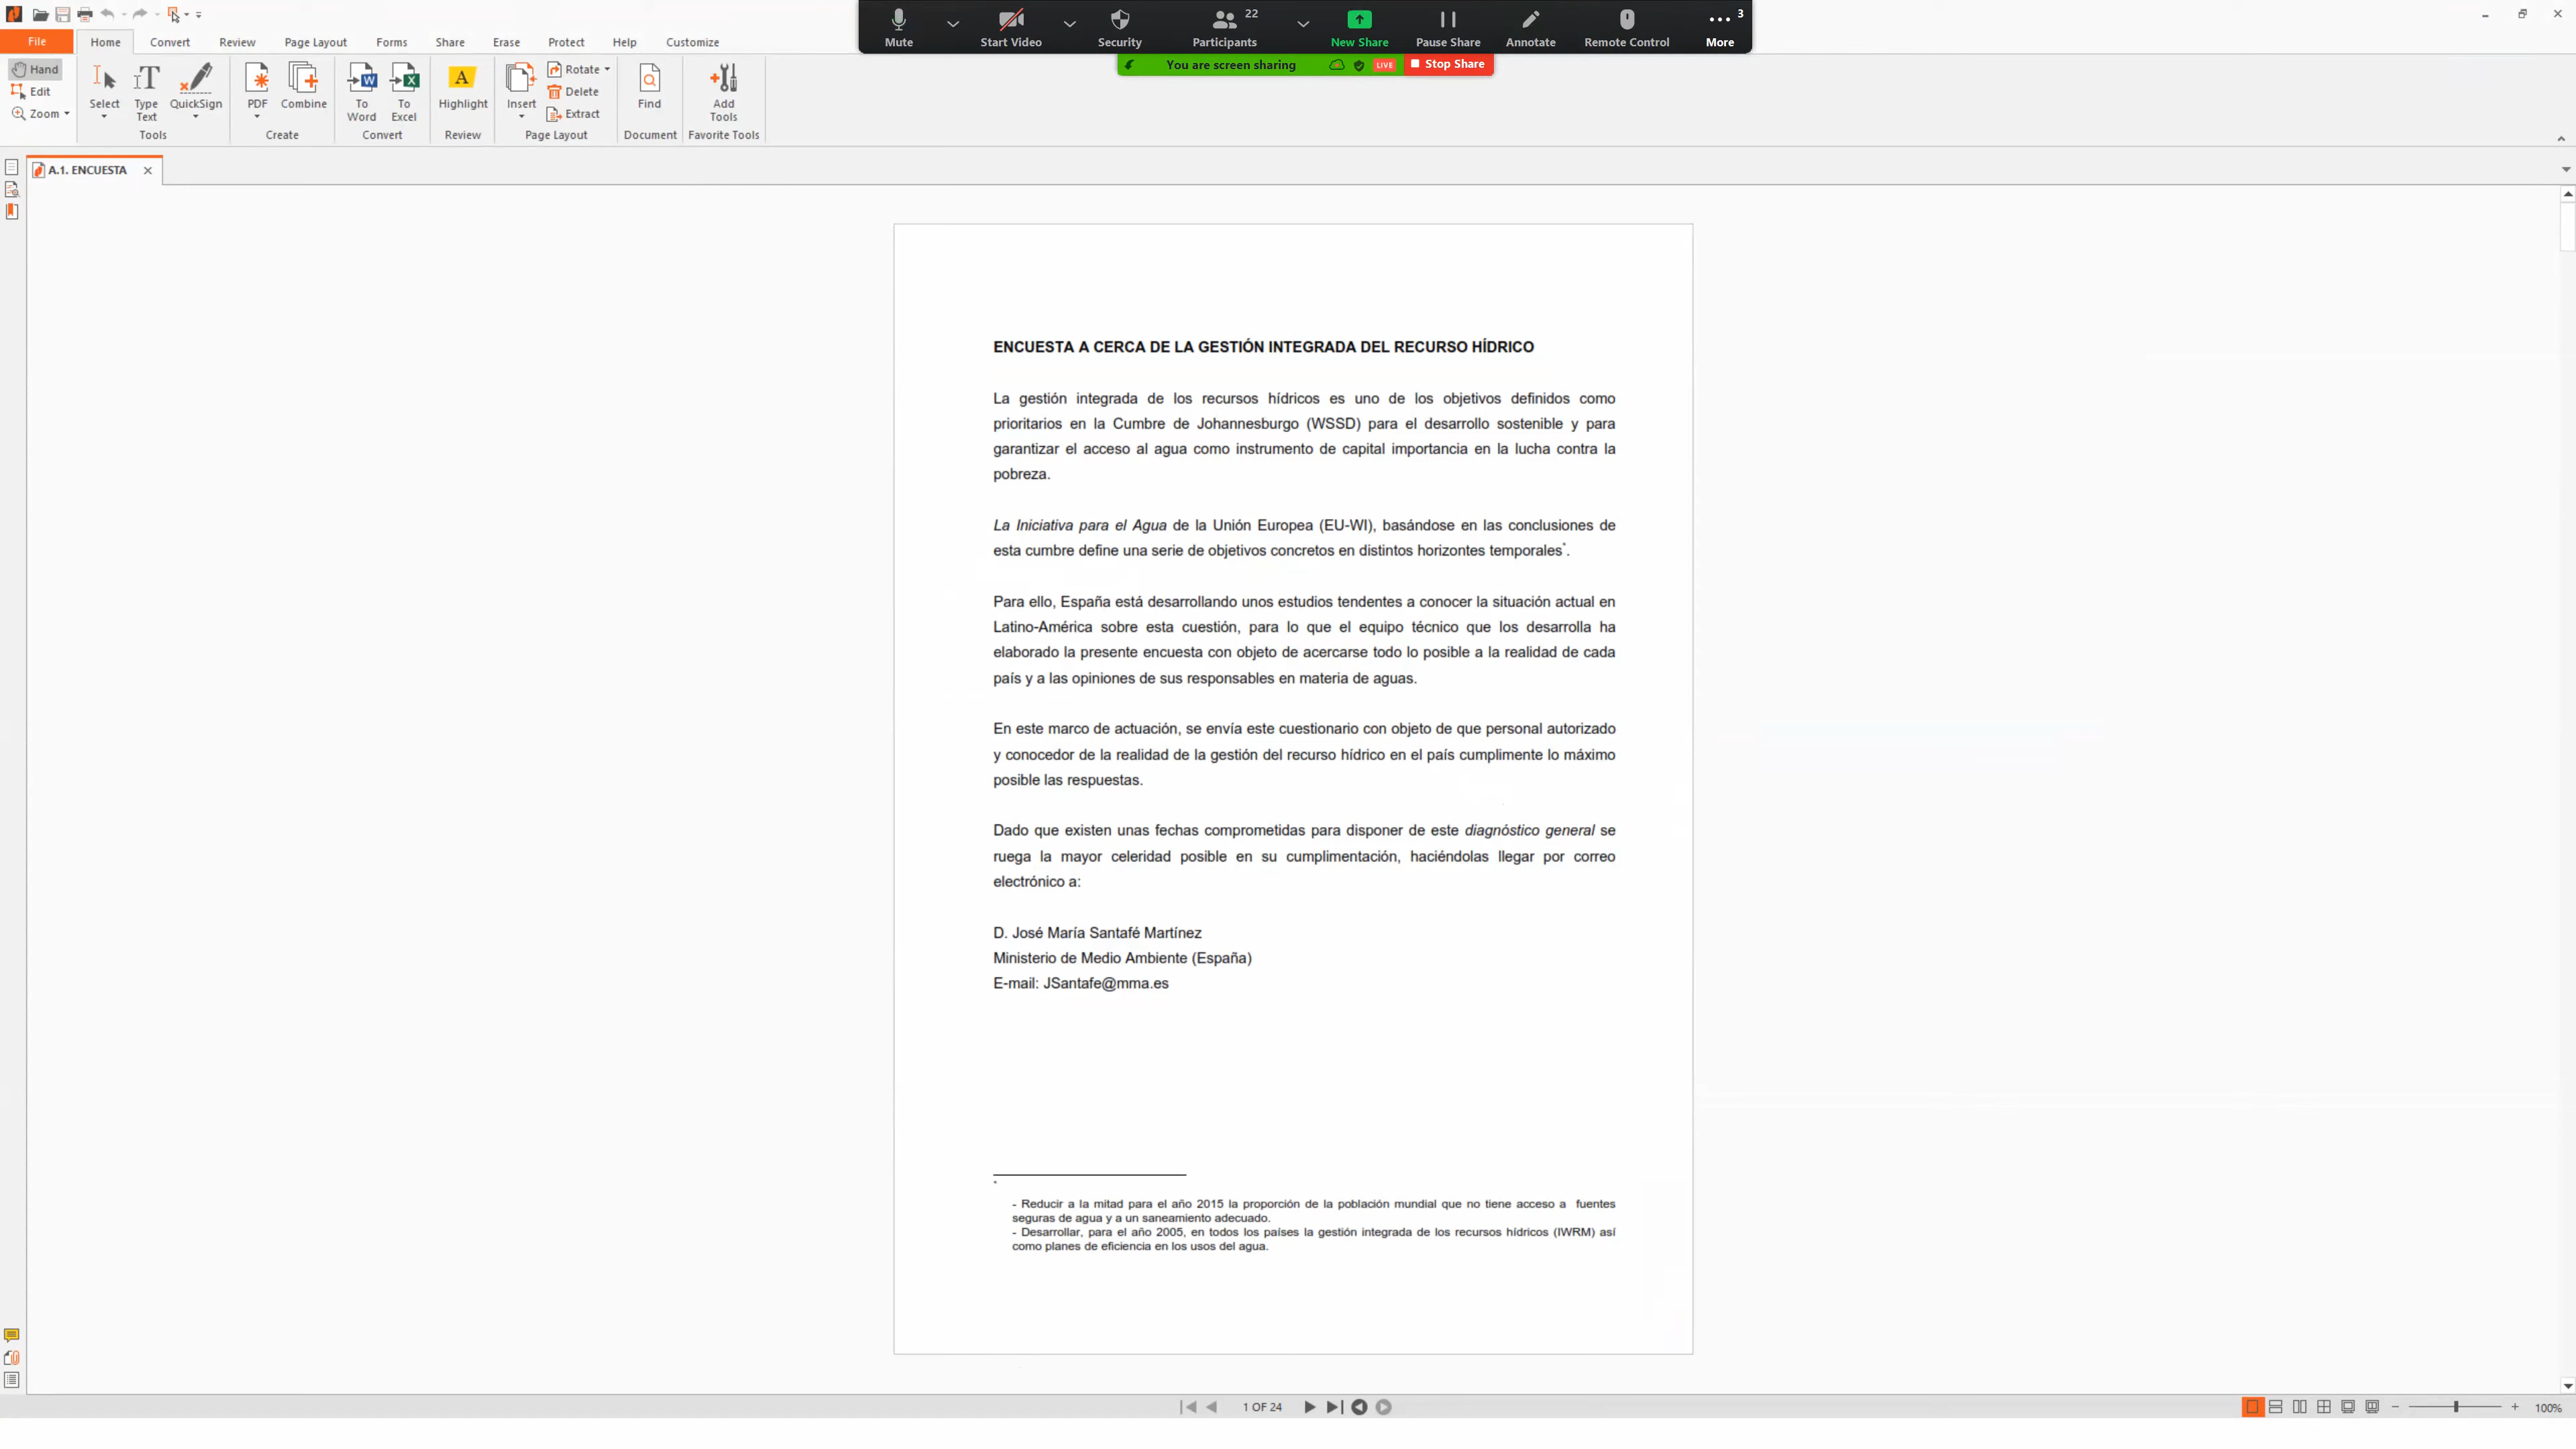 Mute
Start Video
Security
22
Participants
New Share
Pause Share
Annotate
Remote Control
3
More
You are screen sharing
LIVE
Stop Share
File
Home
Convert
Review
Page Layout
Forms
Share
Erase
Protect
Help
Customize
Hand
Edit
Zoom
Select
Type
Text
QuickSign
Tools
PDF
Combine
Create
To
Word
To
Excel
Convert
Highlight
Review
Insert
Rotate
Delete
Extract
Page Layout
Find
Document
Add
Tools
Favorite Tools
A.1. ENCUESTA
ENCUESTA A CERCA DE LA GESTIÓN INTEGRADA DEL RECURSO HÍDRICO
La gestión integrada de los recursos hídricos es uno de los objetivos definidos como
prioritarios en la Cumbre de Johannesburgo (WSSD) para el desarrollo sostenible y para
garantizar el acceso al agua como instrumento de capital importancia en la lucha contra la
pobreza.
La Iniciativa para el Agua de la Unión Europea (EU-WI), basándose en las conclusiones de
esta cumbre define una serie de objetivos concretos en distintos horizontes temporales*.
Para ello, España está desarrollando unos estudios tendentes a conocer la situación actual en
Latino-América sobre esta cuestión, para lo que el equipo técnico que los desarrolla ha
elaborado la presente encuesta con objeto de acercarse todo lo posible a la realidad de cada
país y a las opiniones de sus responsables en materia de aguas.
En este marco de actuación, se envía este cuestionario con objeto de que personal autorizado
y conocedor de la realidad de la gestión del recurso hídrico en el país cumplimente lo máximo
posible las respuestas.
Dado que existen unas fechas comprometidas para disponer de este diagnóstico general se
ruega la mayor celeridad posible en su cumplimentación, haciéndolas llegar por correo
electrónico a:
D. José María Santafé Martínez
Ministerio de Medio Ambiente (España)
E-mail: JSantafe@mma.es
*
- Reducir a la mitad para el año 2015 la proporción de la población mundial que no tiene acceso a fuentes
seguras de agua y a un saneamiento adecuado.
- Desarrollar, para el año 2005, en todos los países la gestión integrada de los recursos hídricos (IWRM) así
como planes de eficiencia en los usos del agua.
1 OF 24
100%